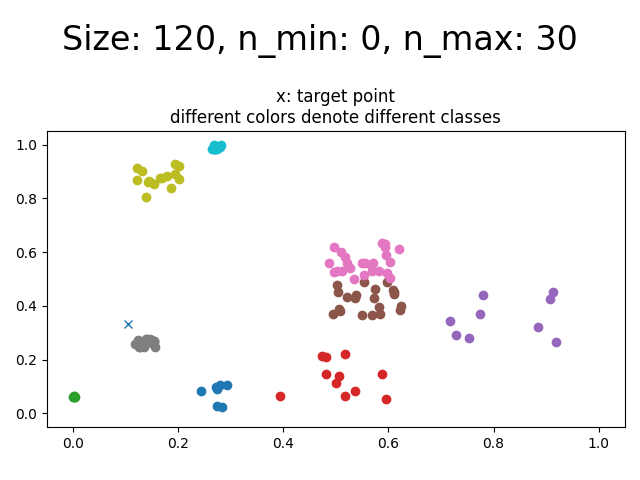 Size: 120, n_min: 0, n_max: 30
x: target point
different colors denote different classes
1.0
0.8
0.6
0.4
0.2
0.0
0.0 0.2 0.4 0.6 0.8 1.0